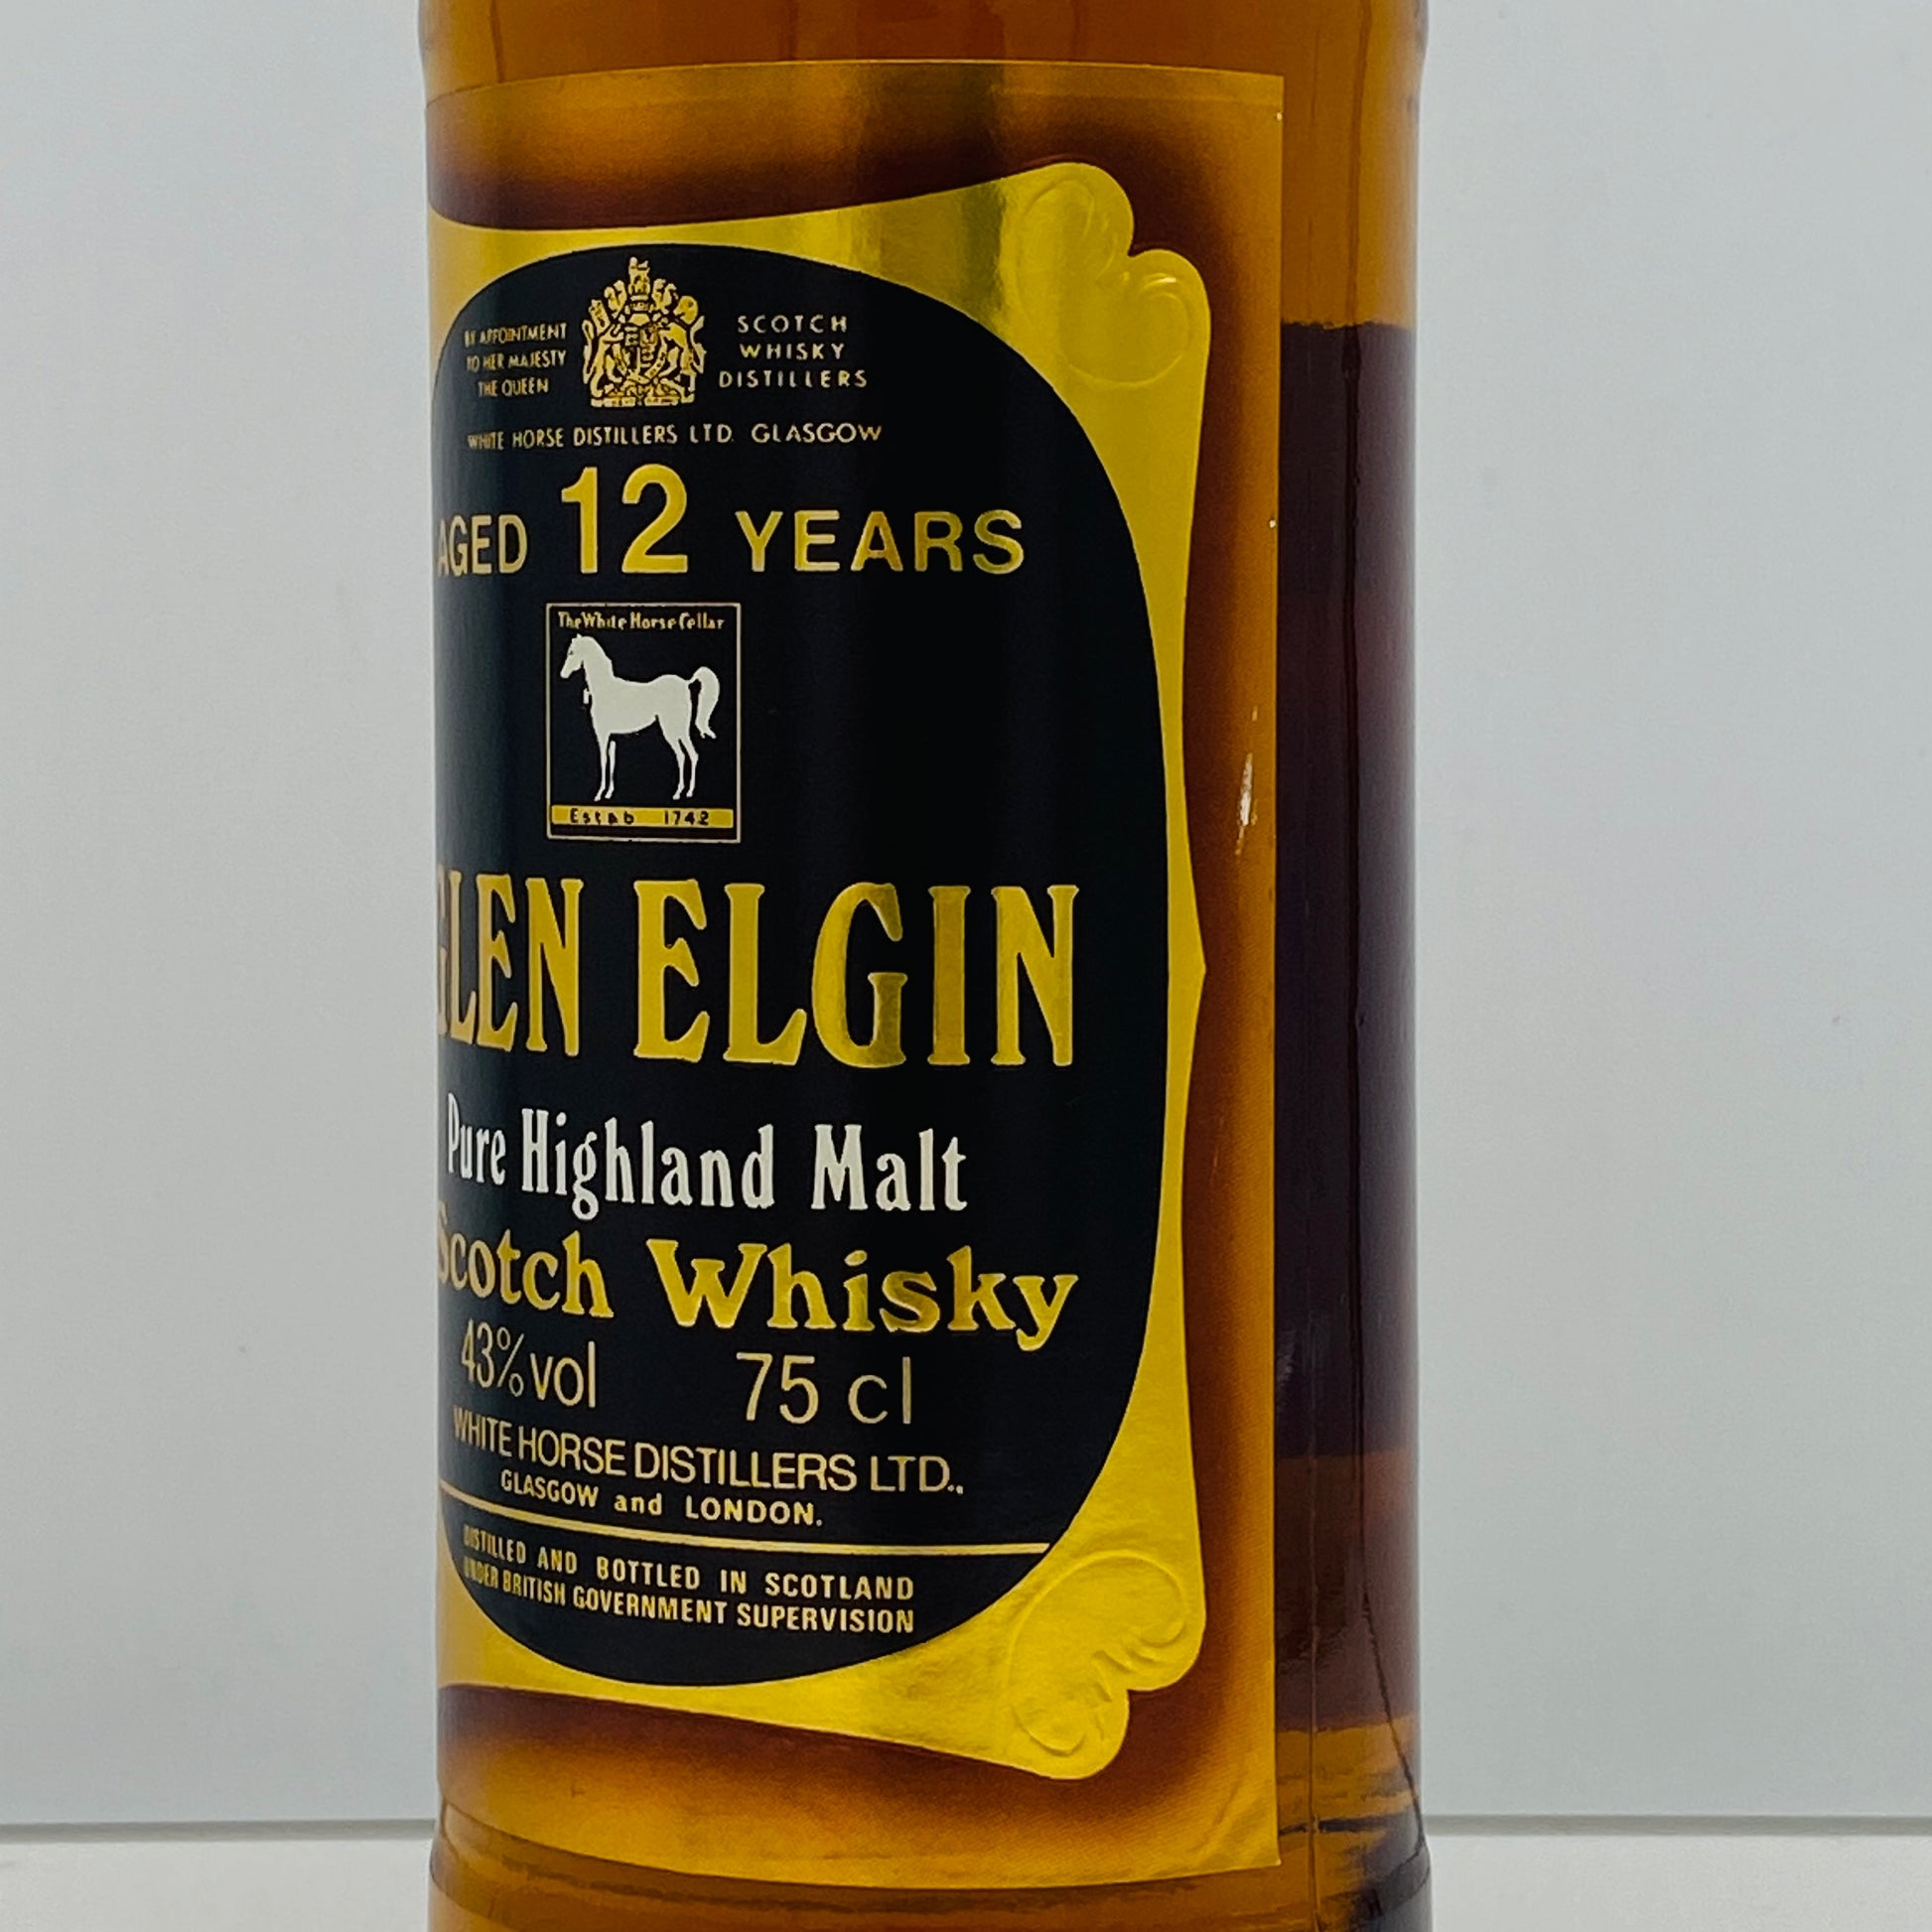 BY APPOINTMENT
TO HER MAJESTY
THE QUEEN
SCOTCH
WHISKY
DISTILLERS
WHITE HORSE DISTILLERS LTD. GLASGOW
AGED 12 YEARS
The White Horse Cellar
Estab 1742
GLEN ELGIN
Pure Highland Malt
Scotch Whisky
43% vol 75 cl
WHITE HORSE DISTILLERS LTD.,
GLASGOW and LONDON.
DISTILLED AND BOTTLED IN SCOTLAND
UNDER BRITISH GOVERNMENT SUPERVISION